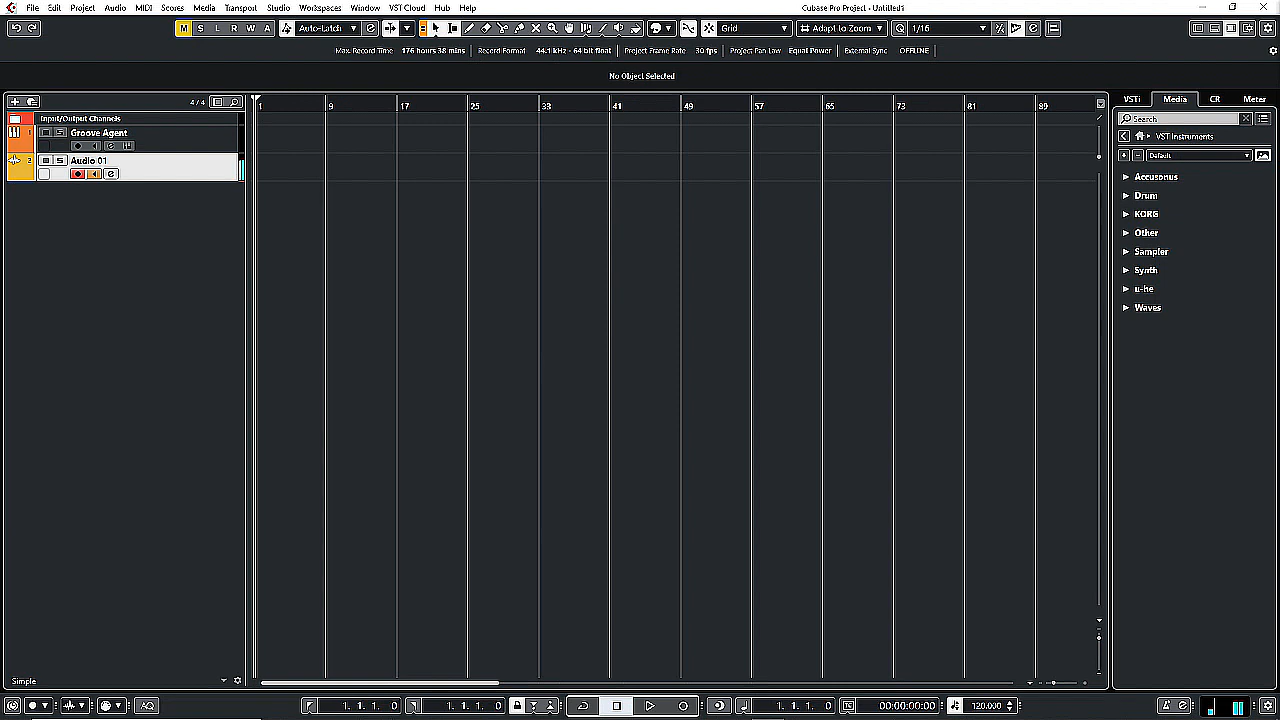 File Edit Project Audio MIDI Scores Media Transport Studio Workspaces Window VST Cloud Hub Help Cubase Pro Project - Untitled1
M S L R W A Auto-Latch Grid Adapt to Zoom Q 1/16
Max. Record Time 176 hours 38 mins Record Format 44.1 kHz - 64 bit float Project Frame Rate 30 fps Project Pan Law Equal Power External Sync OFFLINE
No Object Selected
4/4 1 9 17 25 33 41 49 57 65 73 81 89 VSTi Media CR Meter
Input/Output Channels Search
1 Groove Agent VST Instruments
S e
2 Audio 01 Default
S e
Accusonus
Drum
KORG
Other
Sampler
Synth
u-he
Waves
Simple
AQ 1. 1. 1. 0 1. 1. 1. 0 1. 1. 1. 0 00:00:00:00 120.000